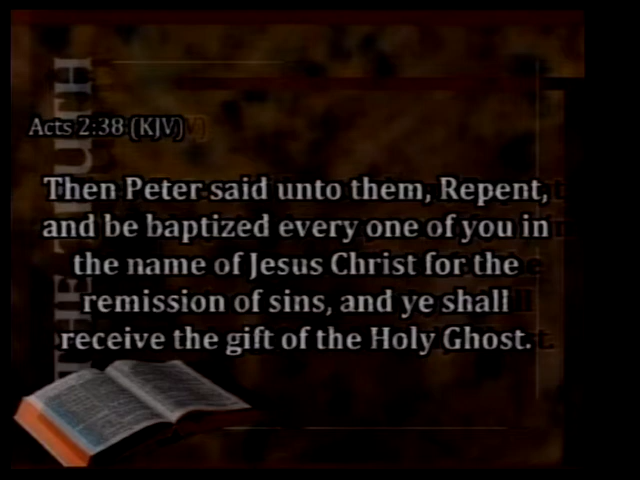 Acts 2:38 (KJV)
Then Peter said unto them, Repent,
and be baptized every one of you in
the name of Jesus Christ for the
remission of sins, and ye shall
receive the gift of the Holy Ghost.
THE TRUTH